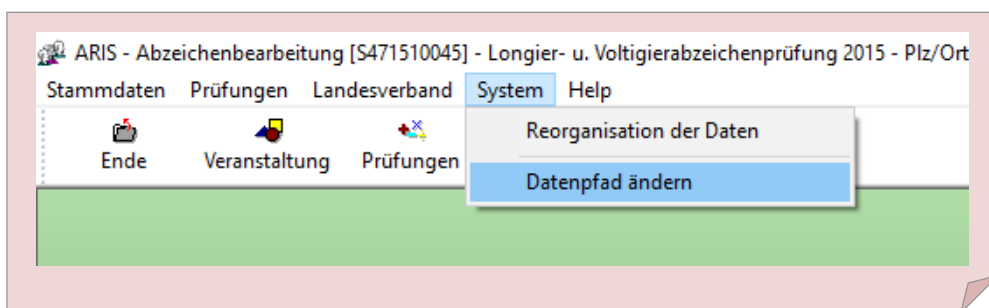 ARIS - Abzeichenbearbeitung [S471510045] - Longier- u. Voltigierabzeichenprüfung 2015 - Plz/Ort
Stammdaten Prüfungen Landesverband System Help
Ende Veranstaltung Prüfungen
Reorganisation der Daten
Datenpfad ändern